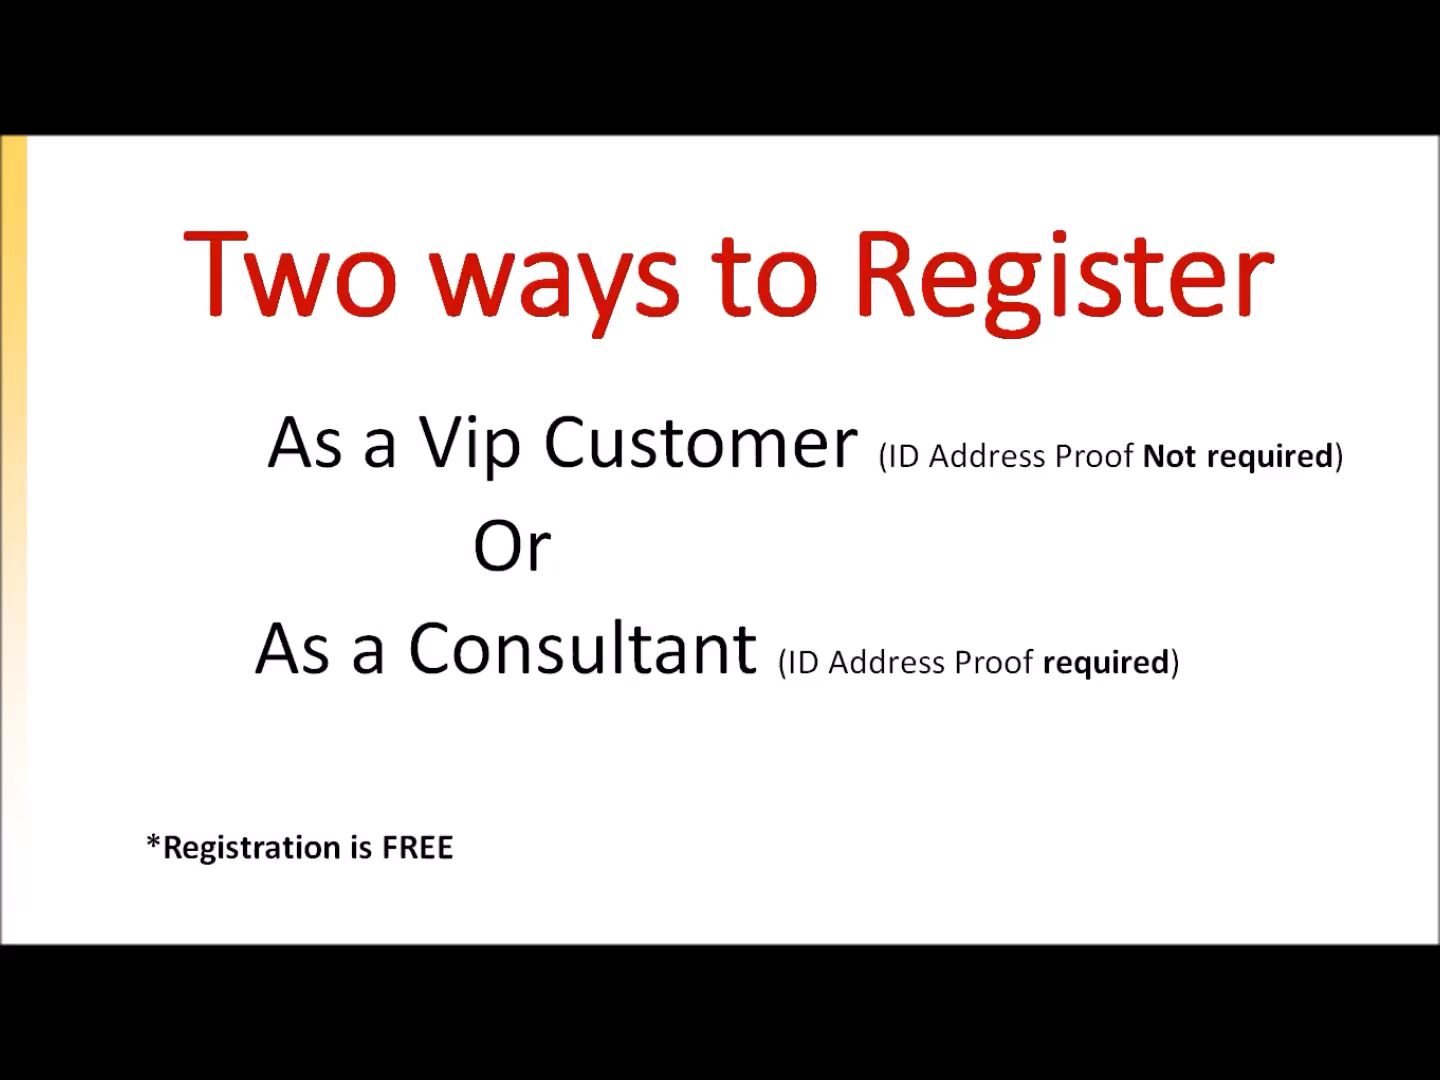 Two ways to Register
As a Vip Customer (ID Address Proof Not required)
Or
As a Consultant (ID Address Proof required)
*Registration is FREE